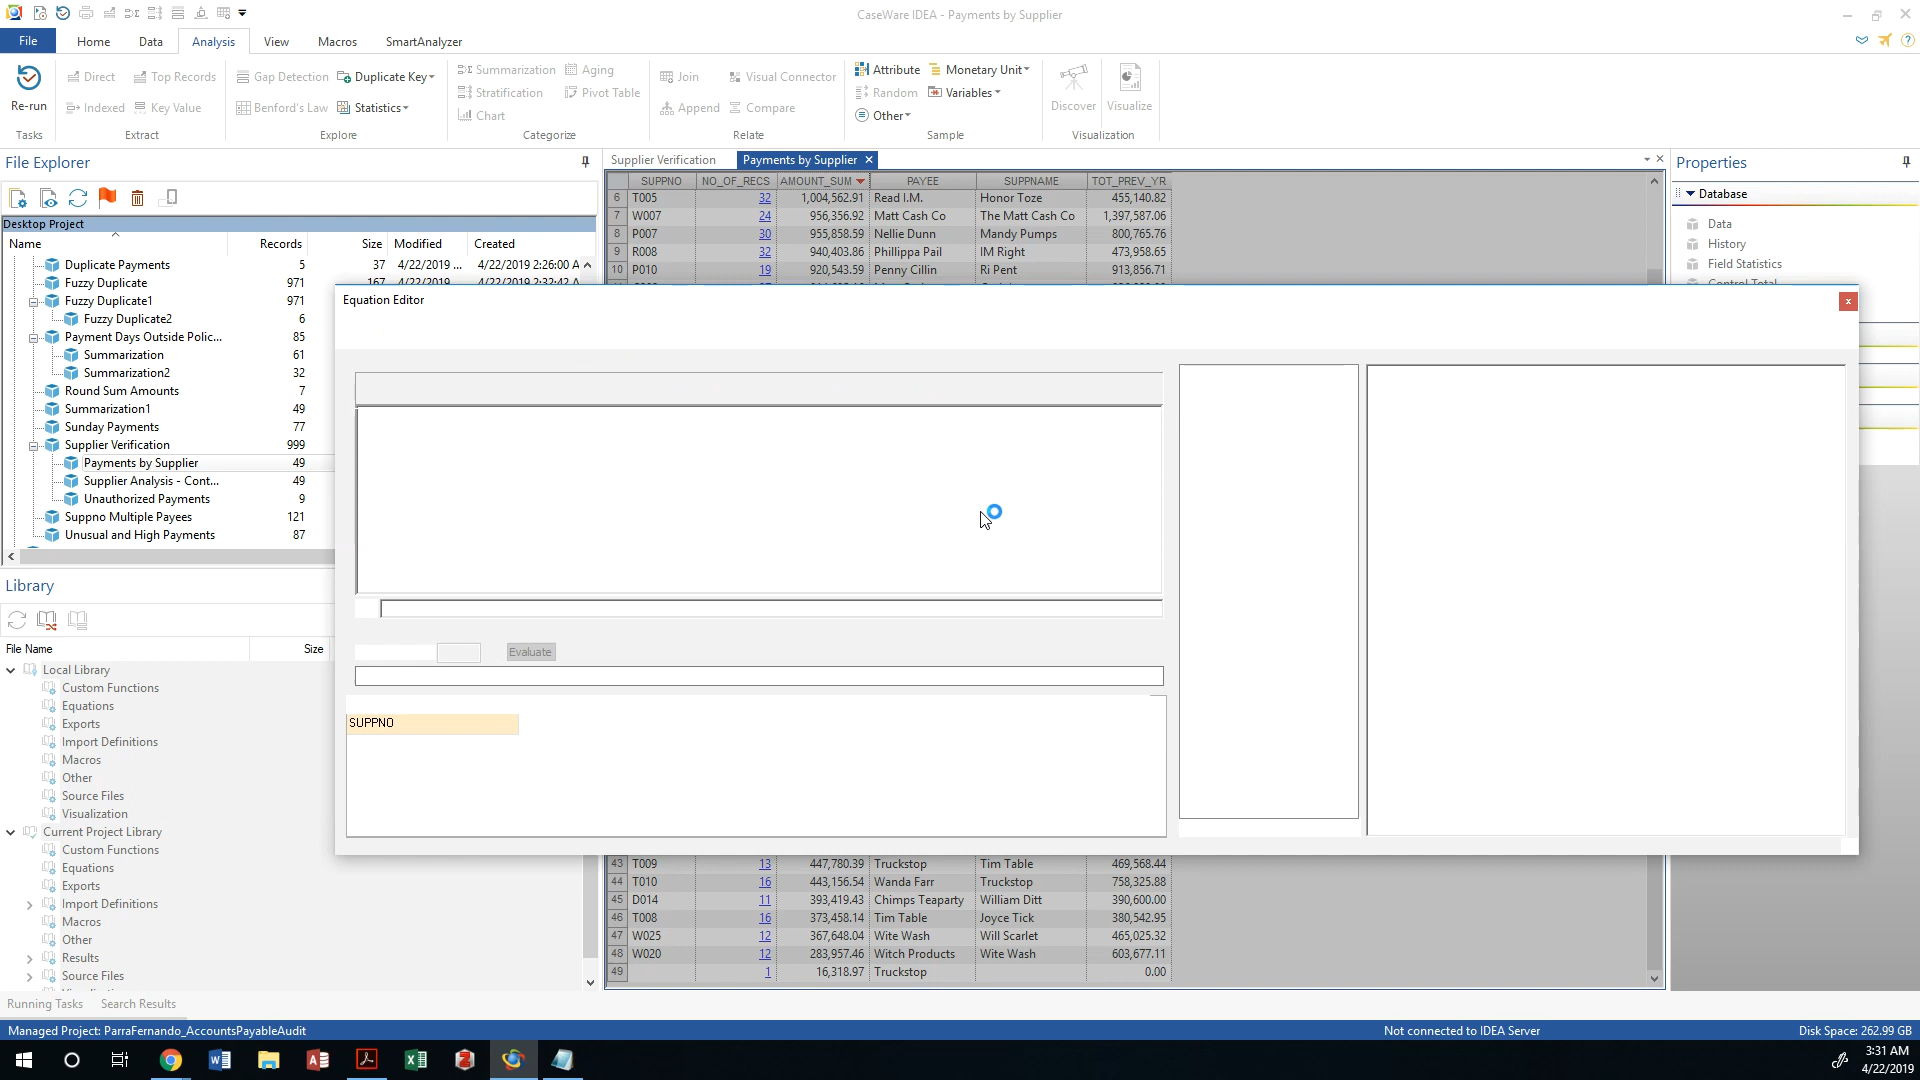 CaseWare IDEA - Payments by Supplier
File Home Data Analysis View Macros SmartAnalyzer
Re-run
Tasks
Direct Top Records
Indexed Key Value
Extract
Gap Detection Duplicate Key
Benford's Law Statistics
Explore
Summarization Aging
Stratification Pivot Table
Chart
Categorize
Join Visual Connector
Append Compare
Relate
Attribute Monetary Unit
Random Variables
Other
Sample
Discover Visualize
Visualization
File Explorer
Desktop Project
Name Records Size Modified Created
Duplicate Payments 5 37 4/22/2019 ... 4/22/2019 2:26:00 A
Fuzzy Duplicate 971 167 4/22/2019 4/22/2019 2:32:42 A
Fuzzy Duplicate1 971
Fuzzy Duplicate2 6
Payment Days Outside Polic... 85
Summarization 61
Summarization2 32
Round Sum Amounts 7
Summarization1 49
Sunday Payments 77
Supplier Verification 999
Payments by Supplier 49
Supplier Analysis - Cont... 49
Unauthorized Payments 9
Suppno Multiple Payees 121
Unusual and High Payments 87
Library
File Name Size
Local Library
Custom Functions
Equations
Exports
Import Definitions
Macros
Other
Source Files
Visualization
Current Project Library
Custom Functions
Equations
Exports
Import Definitions
Macros
Other
Results
Source Files
Running Tasks Search Results
Supplier Verification Payments by Supplier
SUPPNO NO_OF_RECS AMOUNT_SUM PAYEE SUPPNAME TOT_PREV_YR
6 T005 32 1,004,562.91 Read I.M. Honor Toze 455,140.82
7 W007 24 956,356.92 Matt Cash Co The Matt Cash Co 1,397,587.06
8 P007 30 955,858.59 Nellie Dunn Mandy Pumps 800,765.76
9 R008 32 940,403.86 Phillippa Pail IM Right 473,958.65
10 P010 19 920,543.59 Penny Cillin Ri Pent 913,856.71
Equation Editor
Evaluate
SUPPNO
43 T009 13 447,780.39 Truckstop Tim Table 469,568.44
44 T010 16 443,156.54 Wanda Farr Truckstop 758,325.88
45 D014 11 393,419.43 Chimps Teaparty William Ditt 390,600.00
46 T008 16 373,458.14 Tim Table Joyce Tick 380,542.95
47 W025 12 367,648.04 Wite Wash Will Scarlet 465,025.32
48 W020 12 283,957.46 Witch Products Wite Wash 603,677.11
49 1 16,318.97 Truckstop 0.00
Properties
Database
Data
History
Field Statistics
Control Total
Managed Project: ParraFernando_AccountsPayableAudit Not connected to IDEA Server Disk Space: 262.99 GB
3:31 AM
4/22/2019